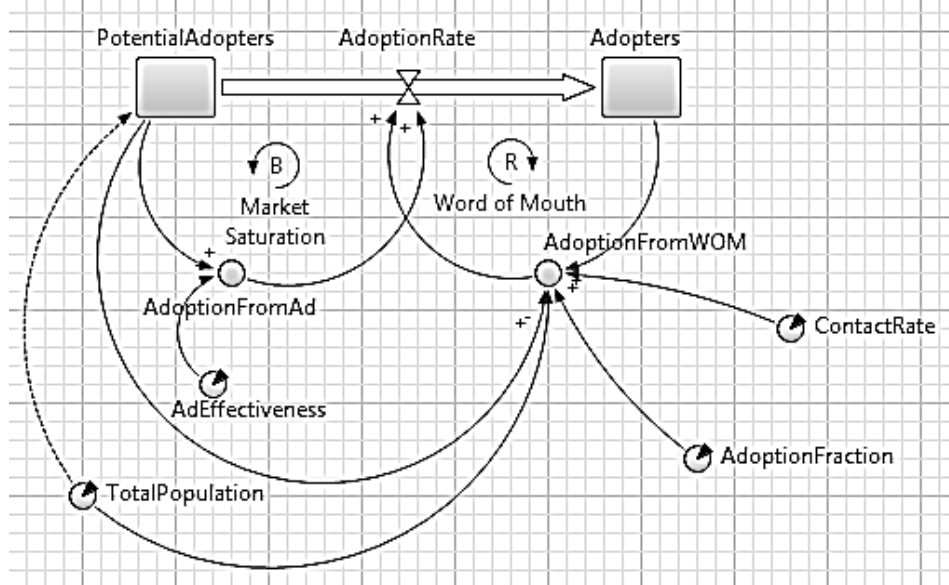 PotentialAdopters
AdoptionRate
Adopters
+
+
B
R
Market
Saturation
Word of Mouth
+
AdoptionFromWOM
AdoptionFromAd
+
+
+
-
ContactRate
AdEffectiveness
AdoptionFraction
TotalPopulation